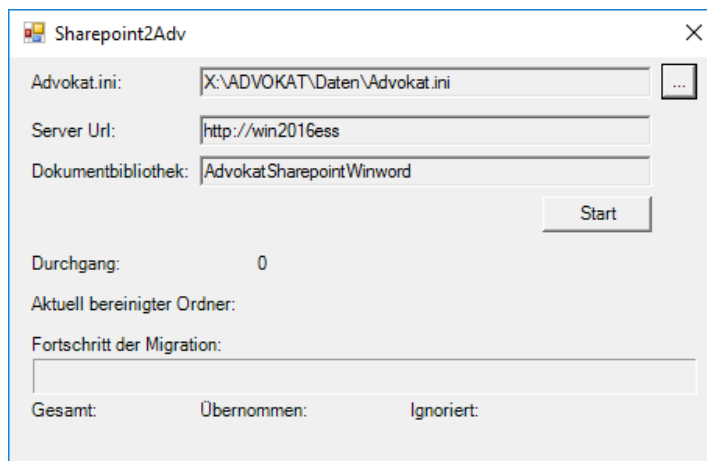 Sharepoint2Adv
Advokat.ini: X:\ADVOKAT\Daten\Advokat.ini ...
Server Url: http://win2016ess
Dokumentbibliothek: AdvokatSharepointWinword
Start
Durchgang: 0
Aktuell bereinigter Ordner:
Fortschritt der Migration:
Gesamt: Übernommen: Ignoriert: